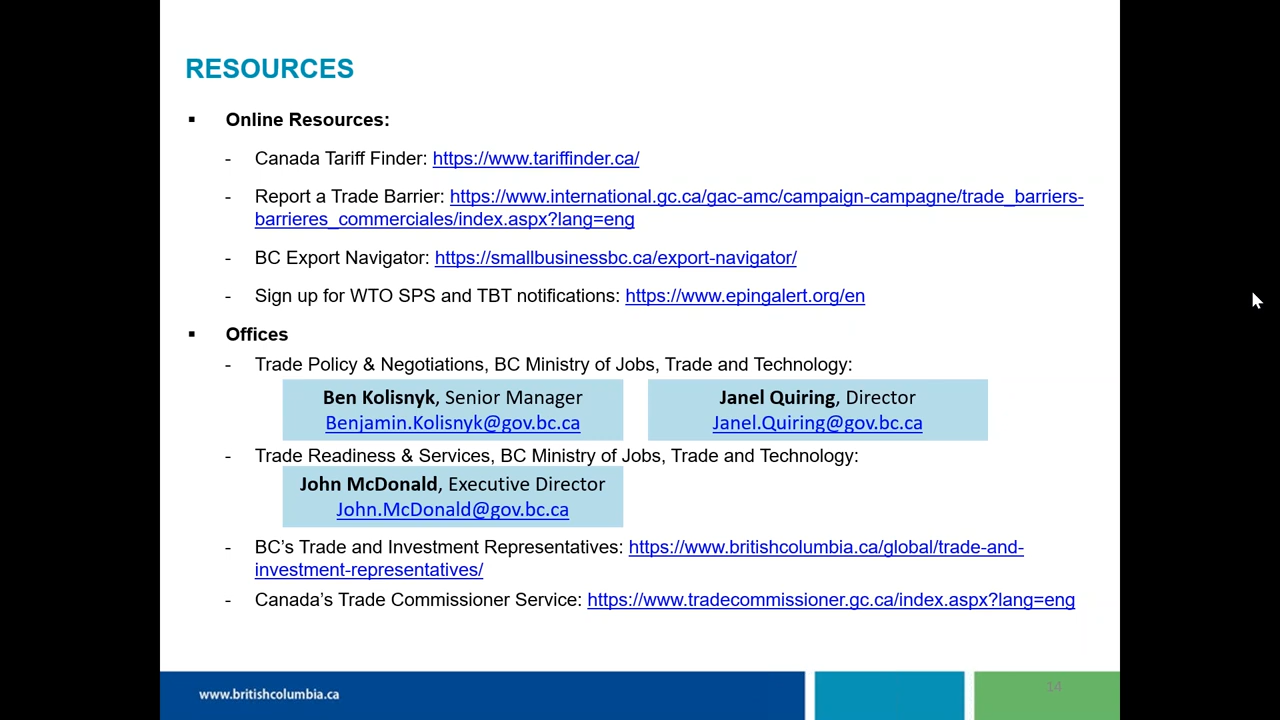 RESOURCES
▪ Online Resources:
- Canada Tariff Finder: https://www.tariffinder.ca/
- Report a Trade Barrier: https://www.international.gc.ca/gac-amc/campaign-campagne/trade_barriers-
barrieres_commerciales/index.aspx?lang=eng
- BC Export Navigator: https://smallbusinessbc.ca/export-navigator/
- Sign up for WTO SPS and TBT notifications: https://www.epingalert.org/en
▪ Offices
- Trade Policy & Negotiations, BC Ministry of Jobs, Trade and Technology:
Ben Kolisnyk, Senior Manager
Benjamin.Kolisnyk@gov.bc.ca
Janel Quiring, Director
Janel.Quiring@gov.bc.ca
- Trade Readiness & Services, BC Ministry of Jobs, Trade and Technology:
John McDonald, Executive Director
John.McDonald@gov.bc.ca
- BC’s Trade and Investment Representatives: https://www.britishcolumbia.ca/global/trade-and-
investment-representatives/
- Canada’s Trade Commissioner Service: https://www.tradecommissioner.gc.ca/index.aspx?lang=eng
www.britishcolumbia.ca
14